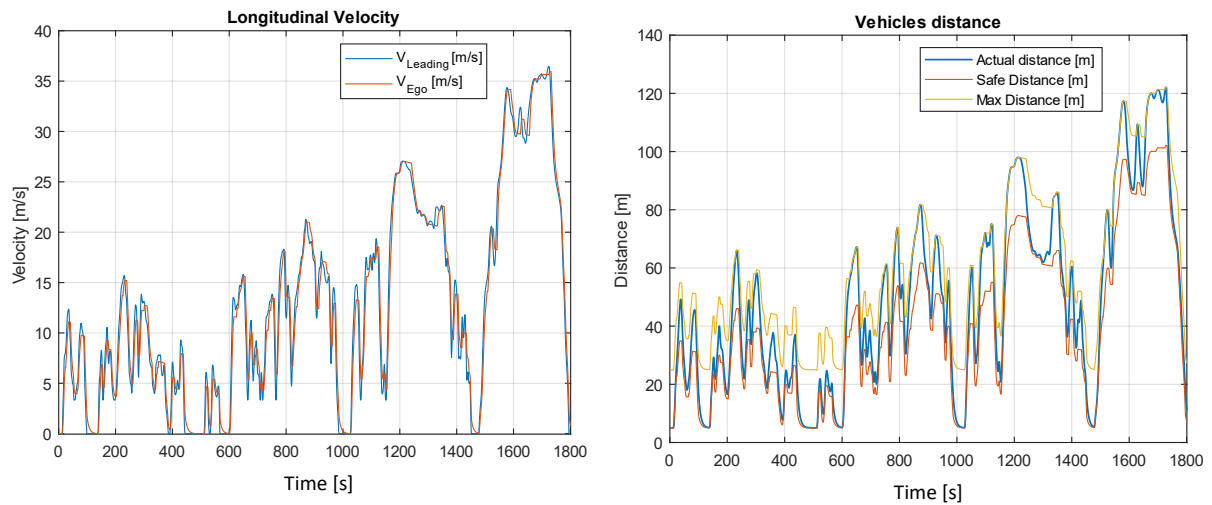 Longitudinal Velocity
40
35
30
25
20
15
10
5
0
Velocity [m/s]
V_Leading [m/s]
V_Ego [m/s]
0 200 400 600 800 1000 1200 1400 1600 1800
Time [s]
Vehicles distance
140
120
100
80
60
40
20
0
Distance [m]
Actual distance [m]
Safe Distance [m]
Max Distance [m]
0 200 400 600 800 1000 1200 1400 1600 1800
Time [s]